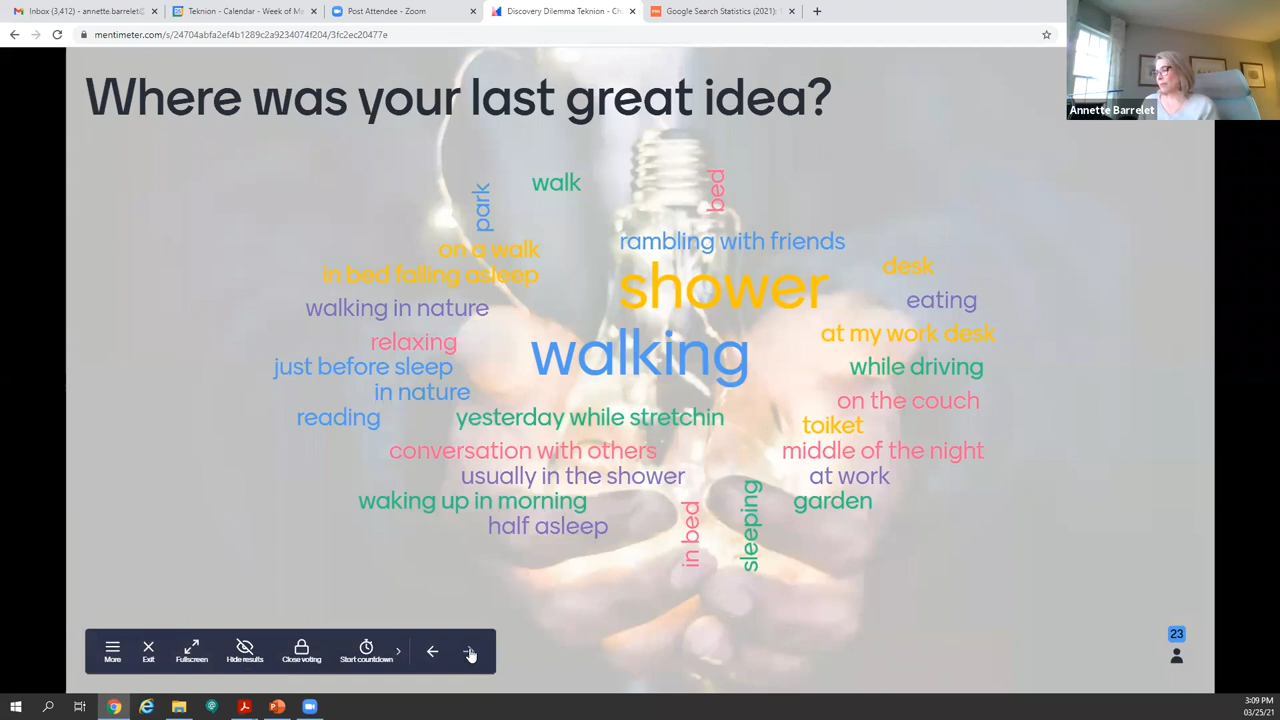 Inbox (3,412) - annette.barrelet@
Teknion - Calendar - Week of Ma
Post Attendee - Zoom
Discovery Dilemma Teknion - Ch
Google Search Statistics (2021):
mentimeter.com/s/24704abfa2ef4b1289c2a9234074f204/3fc2ec20477e
Annette Barrelet
Where was your last great idea?
park
walk
bed
on a walk
rambling with friends
in bed falling asleep
shower
desk
walking in nature
eating
relaxing
walking
at my work desk
just before sleep
while driving
in nature
on the couch
reading
yesterday while stretchin
toiket
conversation with others
middle of the night
usually in the shower
at work
waking up in morning
in bed
sleeping
garden
half asleep
23
More
Exit
Fullscreen
Hide results
Close voting
Start countdown
3:09 PM
03/25/21